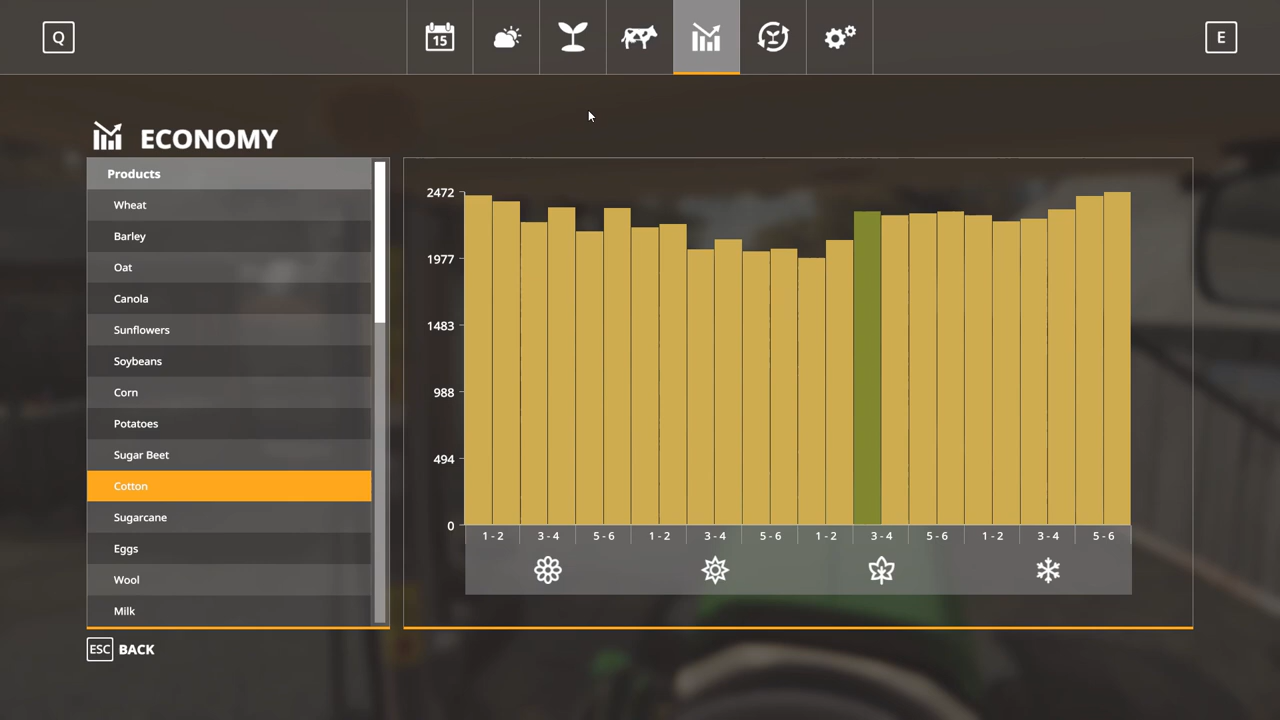 Q
15
E
ECONOMY
Products
Wheat
Barley
Oat
Canola
Sunflowers
Soybeans
Corn
Potatoes
Sugar Beet
Cotton
Sugarcane
Eggs
Wool
Milk
2472
1977
1483
988
494
0
1 - 2 3 - 4 5 - 6 1 - 2 3 - 4 5 - 6 1 - 2 3 - 4 5 - 6 1 - 2 3 - 4 5 - 6
ESC BACK